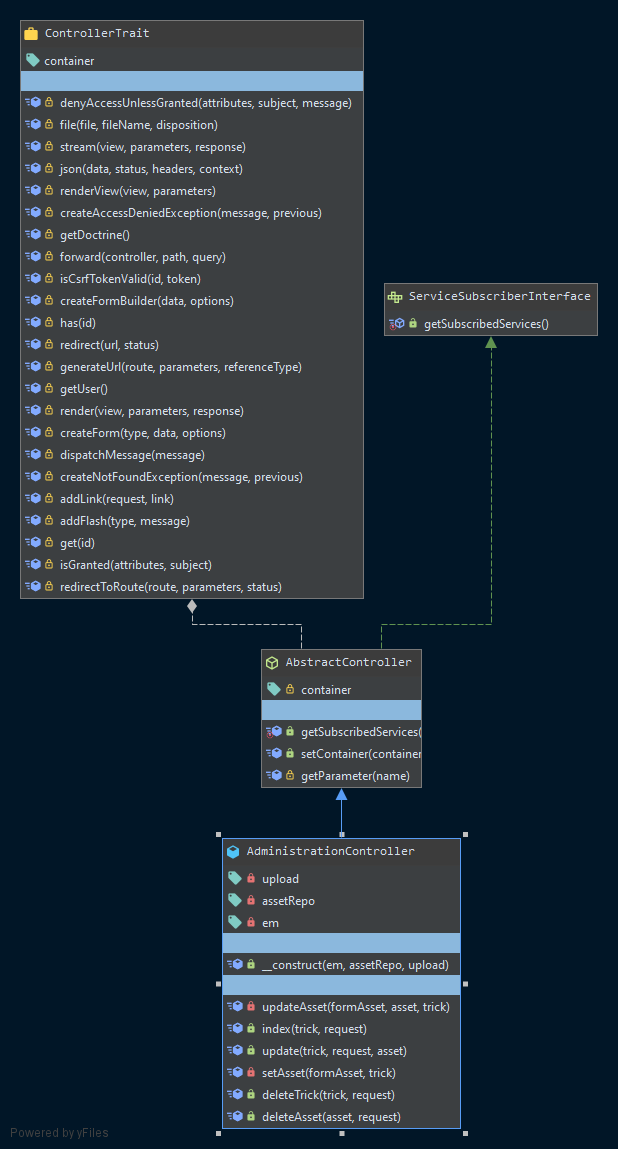 ControllerTrait
container
denyAccessUnlessGranted(attributes, subject, message)
file(file, fileName, disposition)
stream(view, parameters, response)
json(data, status, headers, context)
renderView(view, parameters)
createAccessDeniedException(message, previous)
getDoctrine()
forward(controller, path, query)
isCsrfTokenValid(id, token)
createFormBuilder(data, options)
has(id)
redirect(url, status)
generateUrl(route, parameters, referenceType)
getUser()
render(view, parameters, response)
createForm(type, data, options)
dispatchMessage(message)
createNotFoundException(message, previous)
addLink(request, link)
addFlash(type, message)
get(id)
isGranted(attributes, subject)
redirectToRoute(route, parameters, status)
ServiceSubscriberInterface
getSubscribedServices()
AbstractController
container
getSubscribedServices(
setContainer(container
getParameter(name)
AdministrationController
upload
assetRepo
em
__construct(em, assetRepo, upload)
updateAsset(formAsset, asset, trick)
index(trick, request)
update(trick, request, asset)
setAsset(formAsset, trick)
deleteTrick(trick, request)
deleteAsset(asset, request)
Powered by yFiles